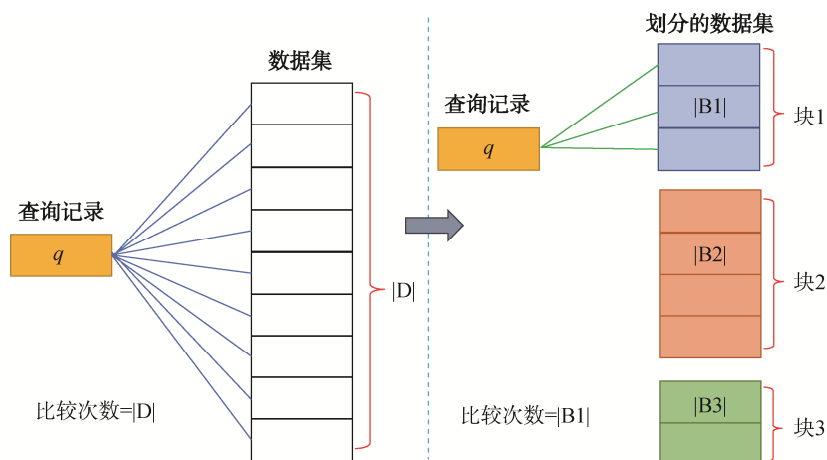 数据集
查询记录
q
|D|
比较次数=|D|
划分的数据集
查询记录
q
|B1|
块1
|B2|
块2
|B3|
块3
比较次数=|B1|